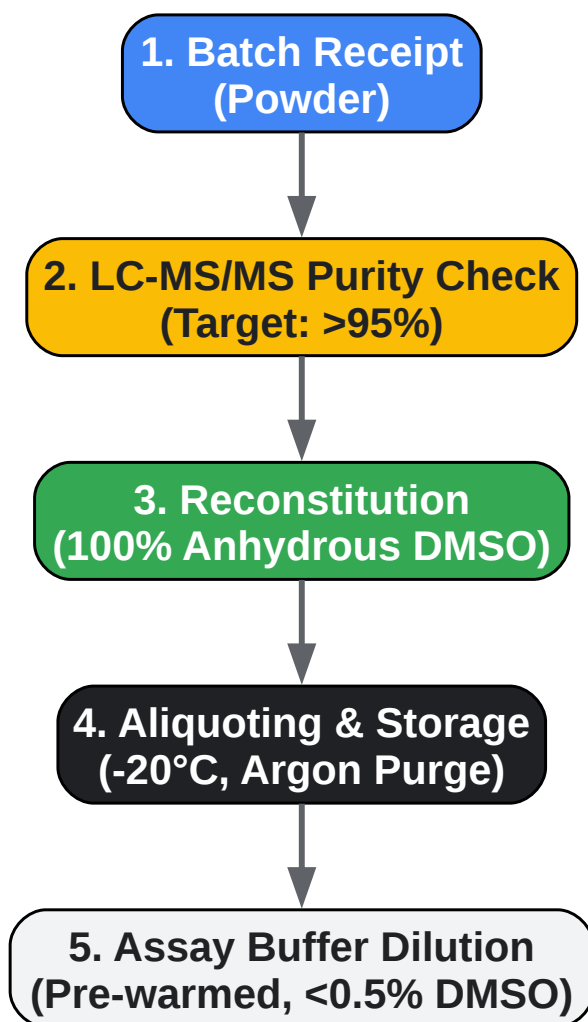 1. Batch Receipt
(Powder)
2. LC-MS/MS Purity Check
(Target: >95%)
3. Reconstitution
(100% Anhydrous DMSO)
4. Aliquoting & Storage
(-20°C, Argon Purge)
5. Assay Buffer Dilution
(Pre-warmed, <0.5% DMSO)